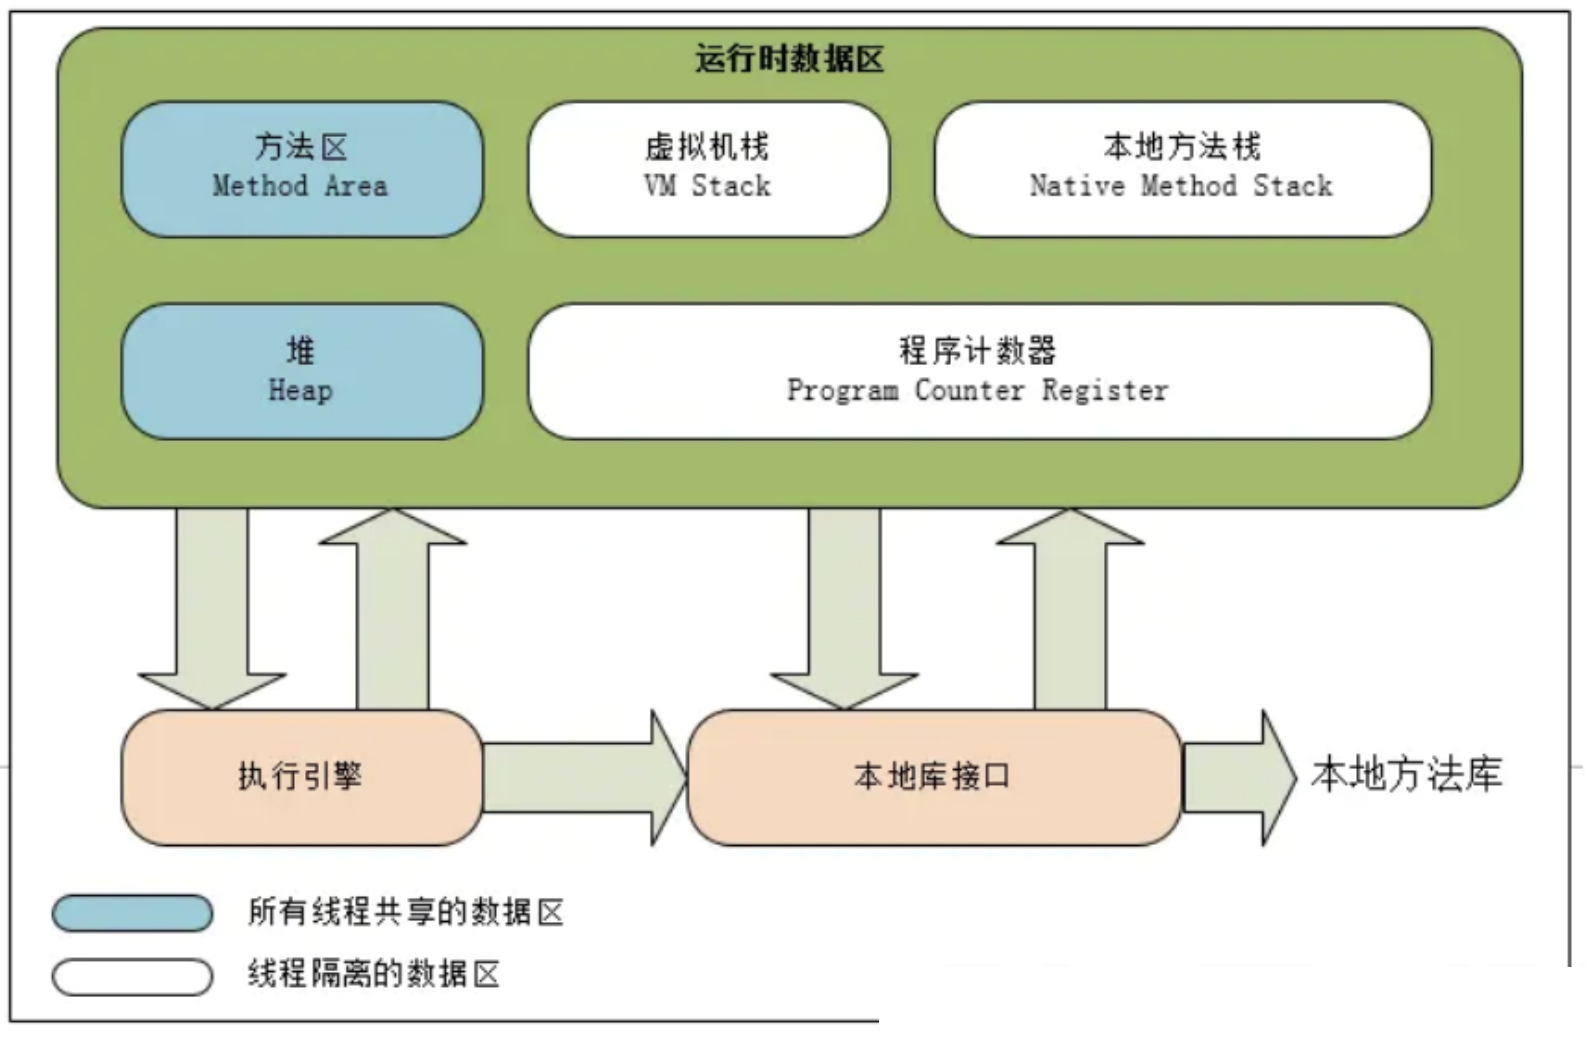 运行时数据区
方法区
Method Area
虚拟机栈
VM Stack
本地方法栈
Native Method Stack
堆
Heap
程序计数器
Program Counter Register
执行引擎
本地库接口
本地方法库
所有线程共享的数据区
线程隔离的数据区